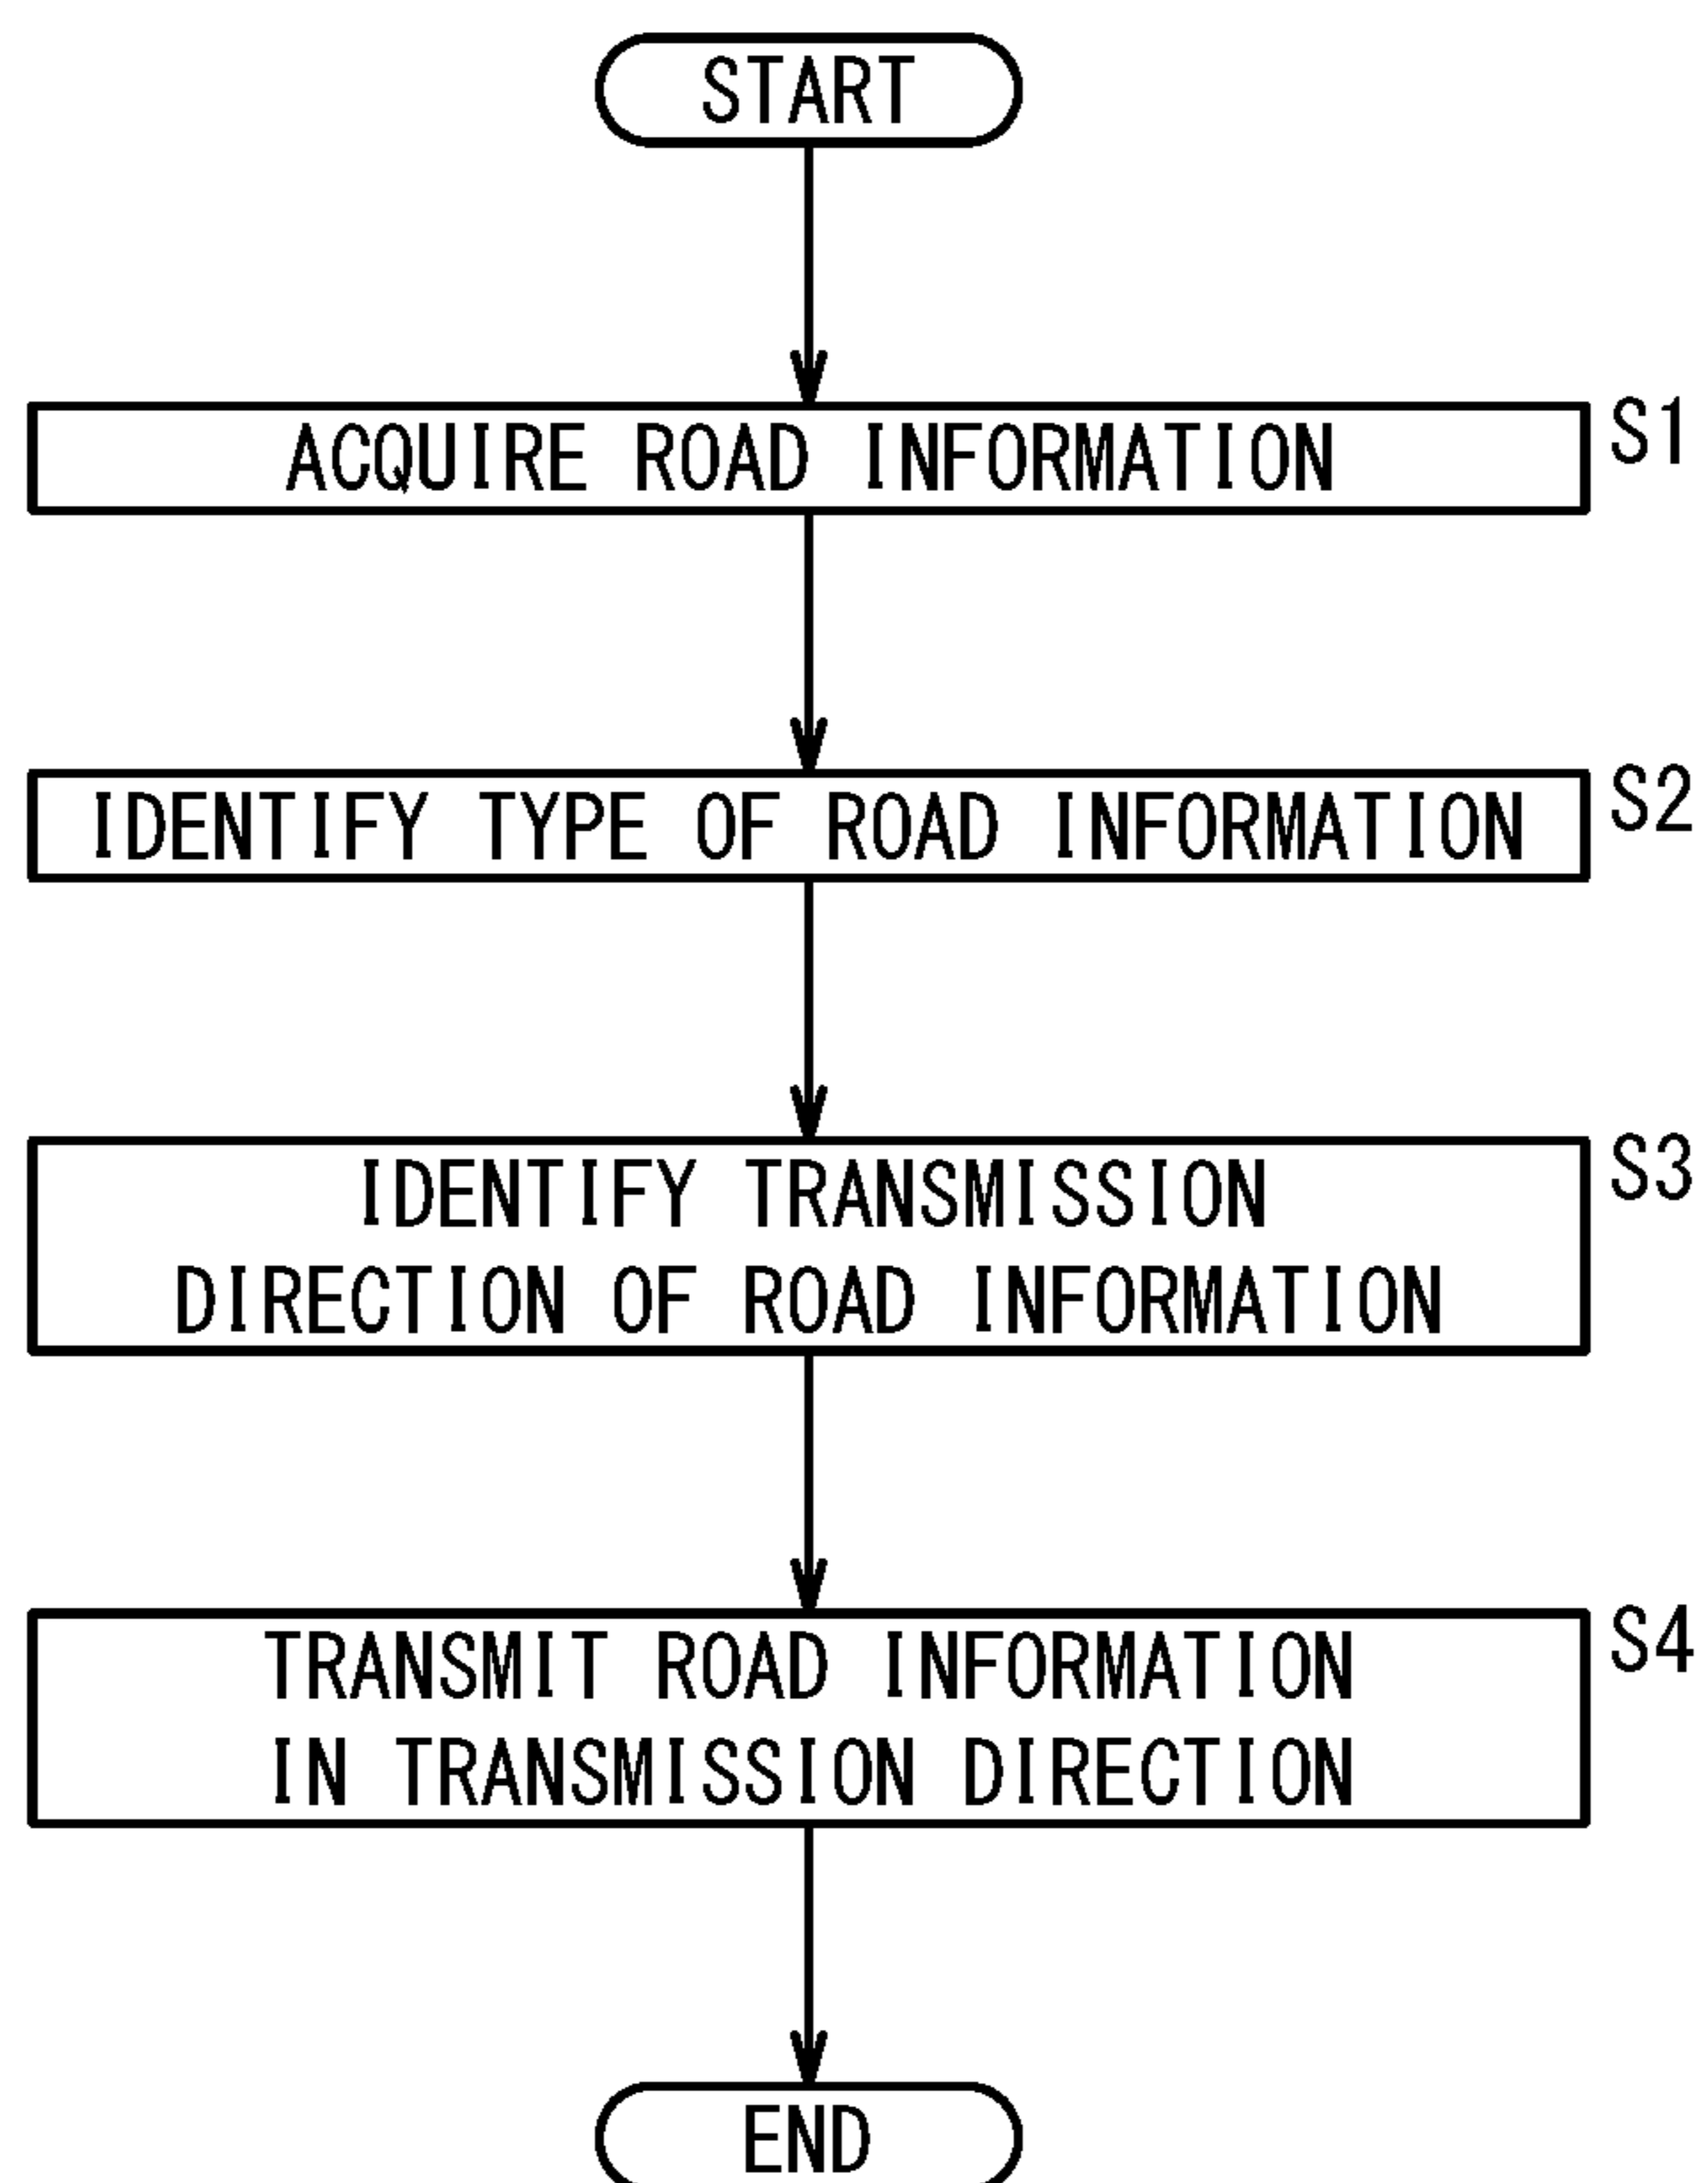 START
ACQUIRE ROAD INFORMATION
S1
IDENTIFY TYPE OF ROAD INFORMATION
S2
IDENTIFY TRANSMISSION
DIRECTION OF ROAD INFORMATION
S3
TRANSMIT ROAD INFORMATION
IN TRANSMISSION DIRECTION
S4
END